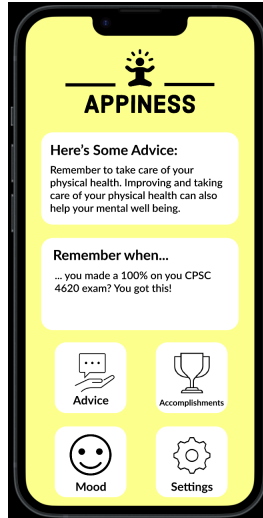 APPINESS
Here's Some Advice:
Remember to take care of your
physical health. Improving and taking
care of your physical health can also
help your mental well being.
Remember when...
... you made a 100% on you CPSC
4620 exam? You got this!
Advice
Accomplishments
Mood
Settings